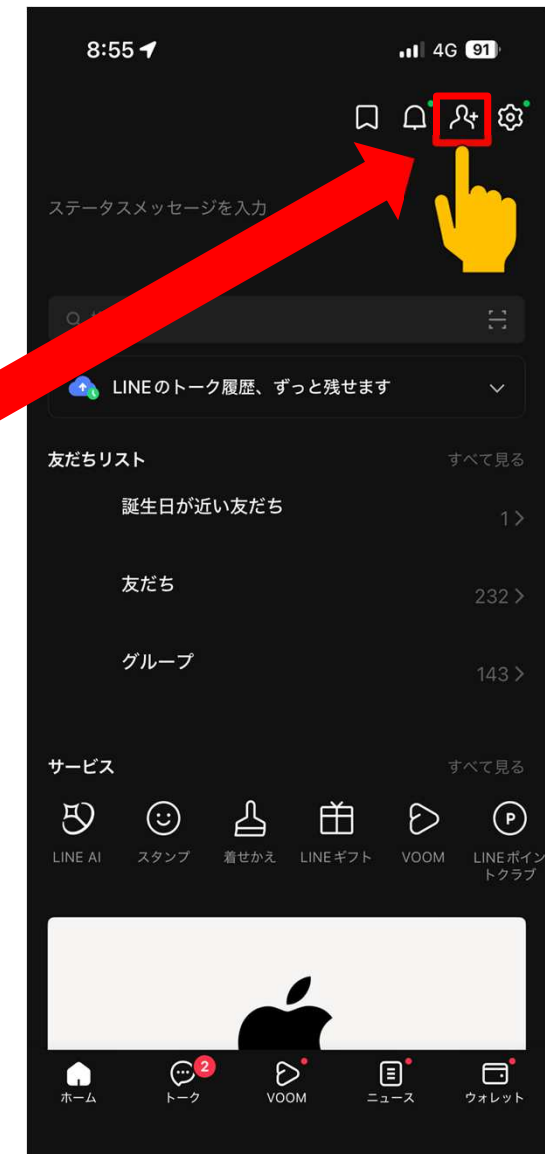 8:55
4G 91
ステータスメッセージを入力
LINEのトーク履歴、ずっと残せます
友だちリスト
すべて見る
誕生日が近い友だち
1
友だち
232
グループ
143
サービス
すべて見る
LINE AI
スタンプ
着せかえ
LINEギフト
VOOM
LINEポイン
トクラブ
P
2
ホーム
トーク
VOOM
ニュース
ウォレット